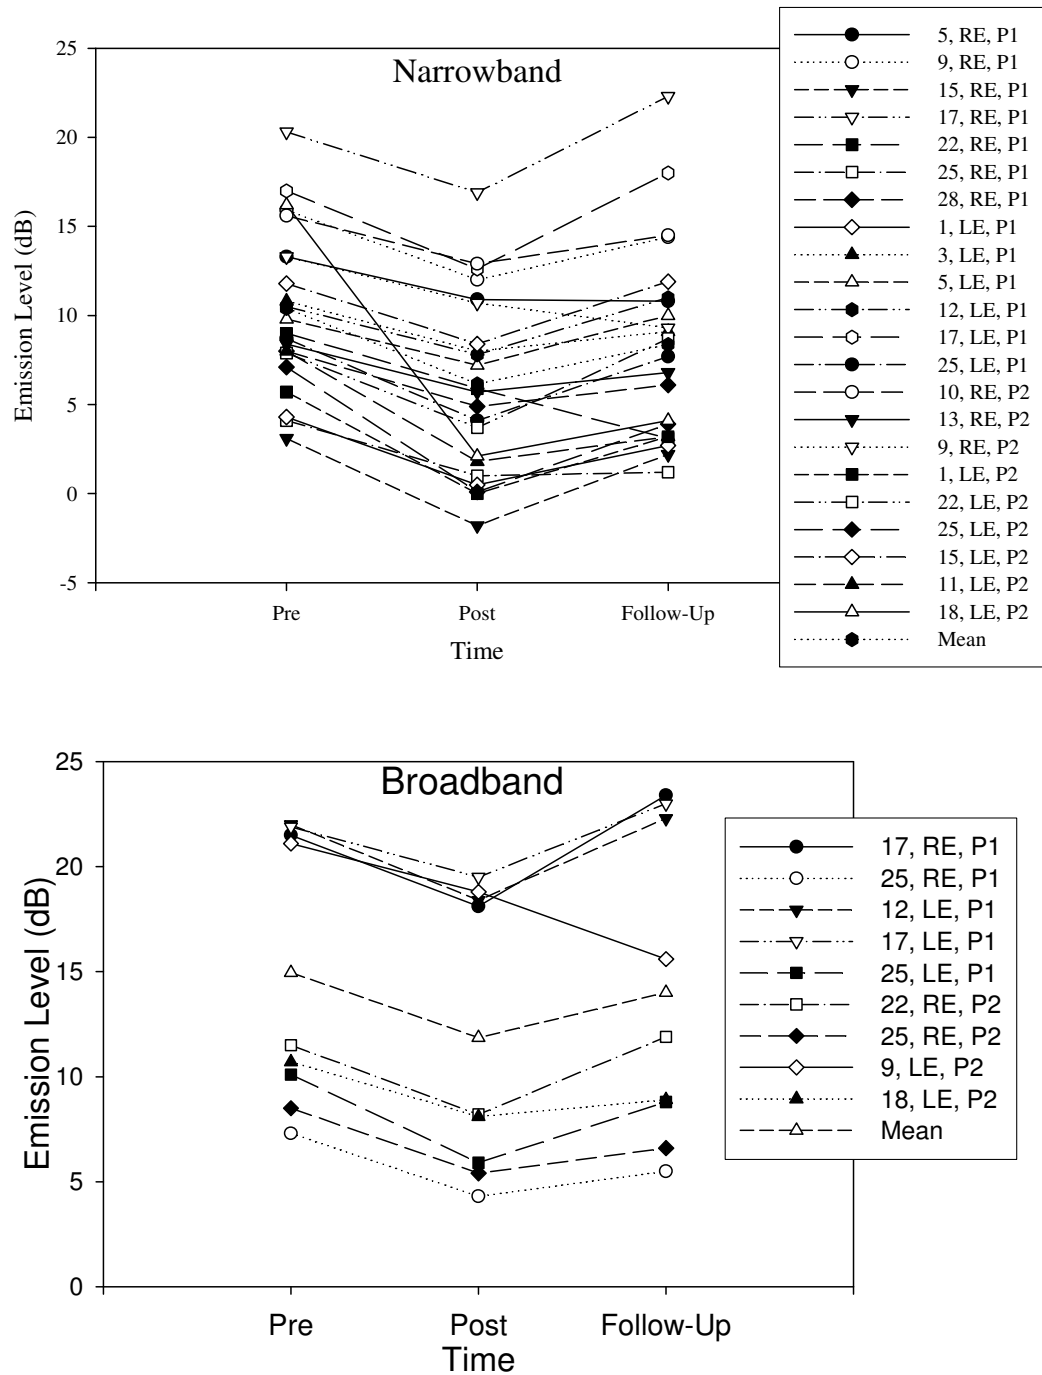 Narrowband
25
20
15
10
5
0
-5
Emission Level (dB)
Pre
Post
Follow-Up
Time
5, RE, P1
9, RE, P1
15, RE, P1
17, RE, P1
22, RE, P1
25, RE, P1
28, RE, P1
1, LE, P1
3, LE, P1
5, LE, P1
12, LE, P1
17, LE, P1
25, LE, P1
10, RE, P2
13, RE, P2
9, RE, P2
1, LE, P2
22, LE, P2
25, LE, P2
15, LE, P2
11, LE, P2
18, LE, P2
Mean
Broadband
25
20
15
10
5
0
Emission Level (dB)
Pre
Post
Follow-Up
Time
17, RE, P1
25, RE, P1
12, LE, P1
17, LE, P1
25, LE, P1
22, RE, P2
25, RE, P2
9, LE, P2
18, LE, P2
Mean